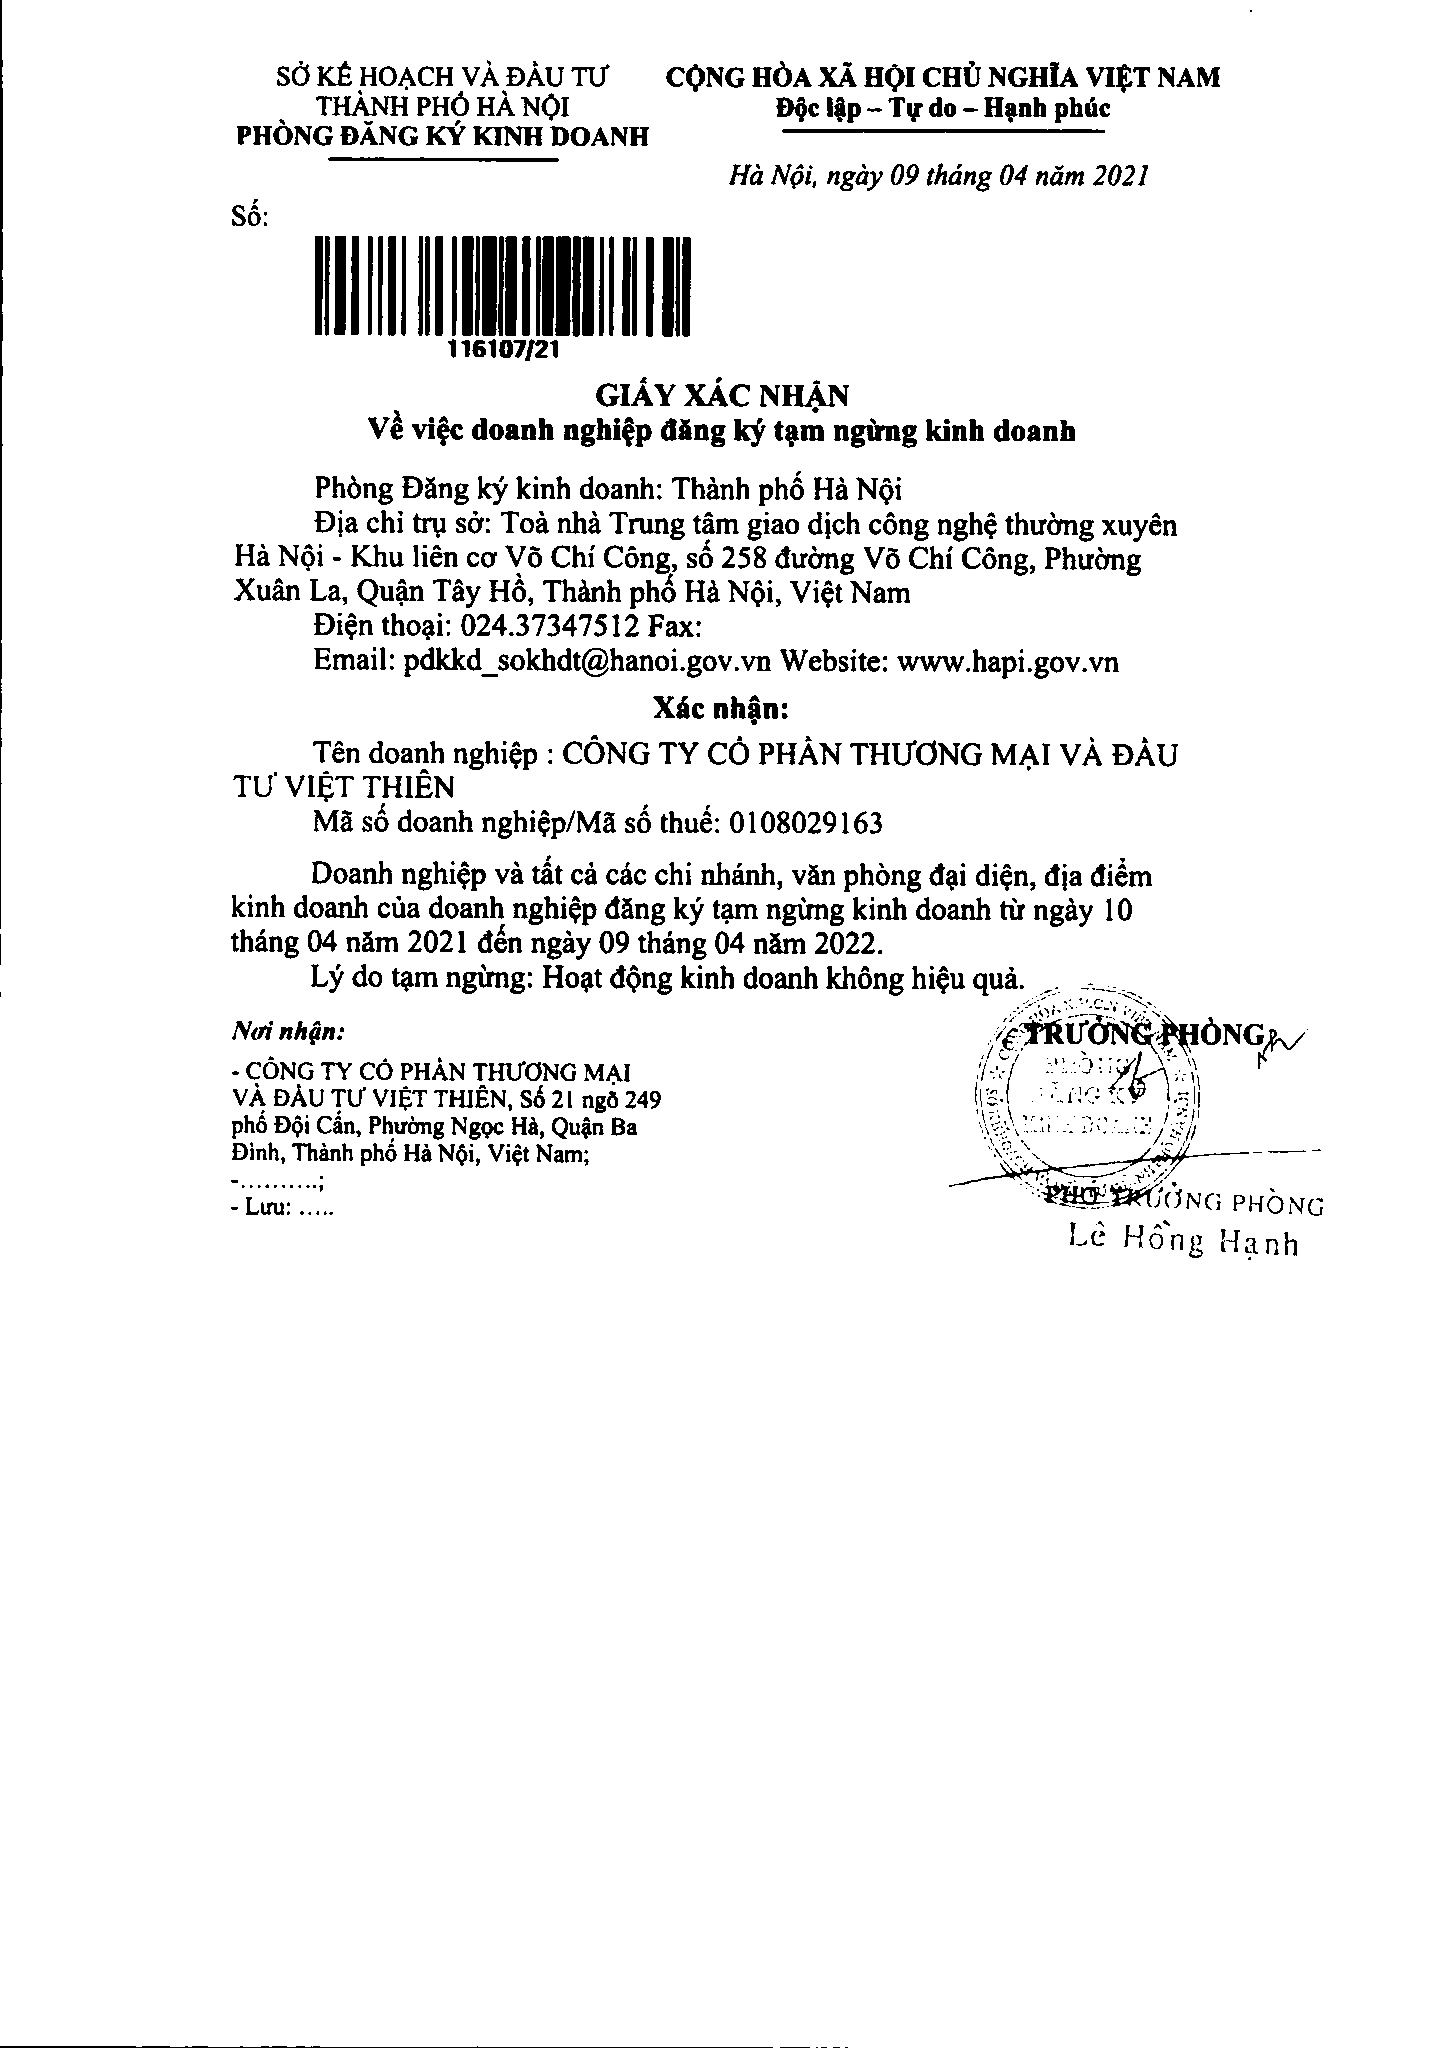 SỞ KẾ HOẠCH VÀ ĐẦU TƯ
THÀNH PHỐ HÀ NỘI
PHÒNG ĐĂNG KÝ KINH DOANH
CỘNG HÒA XÃ HỘI CHỦ NGHĨA VIỆT NAM
Độc lập – Tự do – Hạnh phúc
Hà Nội, ngày 09 tháng 04 năm 2021
Số:
116107/21
GIẤY XÁC NHẬN
Về việc doanh nghiệp đăng ký tạm ngừng kinh doanh
Phòng Đăng ký kinh doanh: Thành phố Hà Nội
Địa chỉ trụ sở: Toà nhà Trung tâm giao dịch công nghệ thường xuyên
Hà Nội - Khu liên cơ Võ Chí Công, số 258 đường Võ Chí Công, Phường
Xuân La, Quận Tây Hồ, Thành phố Hà Nội, Việt Nam
Điện thoại: 024.37347512 Fax:
Email: pdkkd_sokhdt@hanoi.gov.vn Website: www.hapi.gov.vn
Xác nhận:
Tên doanh nghiệp : CÔNG TY CỔ PHẦN THƯƠNG MẠI VÀ ĐẦU
TƯ VIỆT THIÊN
Mã số doanh nghiệp/Mã số thuế: 0108029163
Doanh nghiệp và tất cả các chi nhánh, văn phòng đại diện, địa điểm
kinh doanh của doanh nghiệp đăng ký tạm ngừng kinh doanh từ ngày 10
tháng 04 năm 2021 đến ngày 09 tháng 04 năm 2022.
Lý do tạm ngừng: Hoạt động kinh doanh không hiệu quả.
Nơi nhận:
- CÔNG TY CỔ PHẦN THƯƠNG MẠI
VÀ ĐẦU TƯ VIỆT THIÊN, Số 21 ngõ 249
phố Đội Cấn, Phường Ngọc Hà, Quận Ba
Đình, Thành phố Hà Nội, Việt Nam;
-..........;
- Lưu: .....
TRƯỞNG PHÒNG
PHÒNG
ĐĂNG KÝ
KINH DOANH
PHÓ TRƯỞNG PHÒNG
Lê Hồng Hạnh